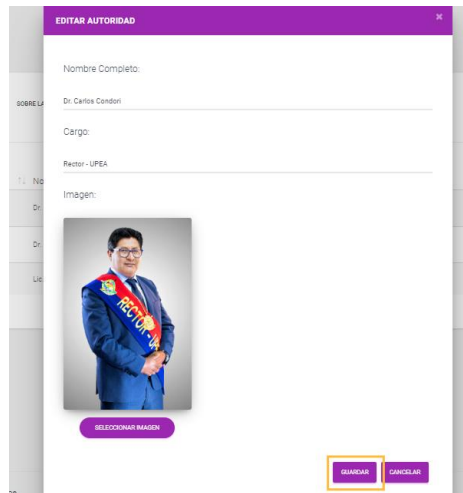 EDITAR AUTORIDAD ×
Nombre Completo:
SOBRE LA
Dr. Carlos Condori
Cargo:
Rector - UPEA
No
Imagen:
Dr.
Dr.
Lic.
RECTOR - UPE
SELECCIONAR IMAGEN
GUARDAR CANCELAR